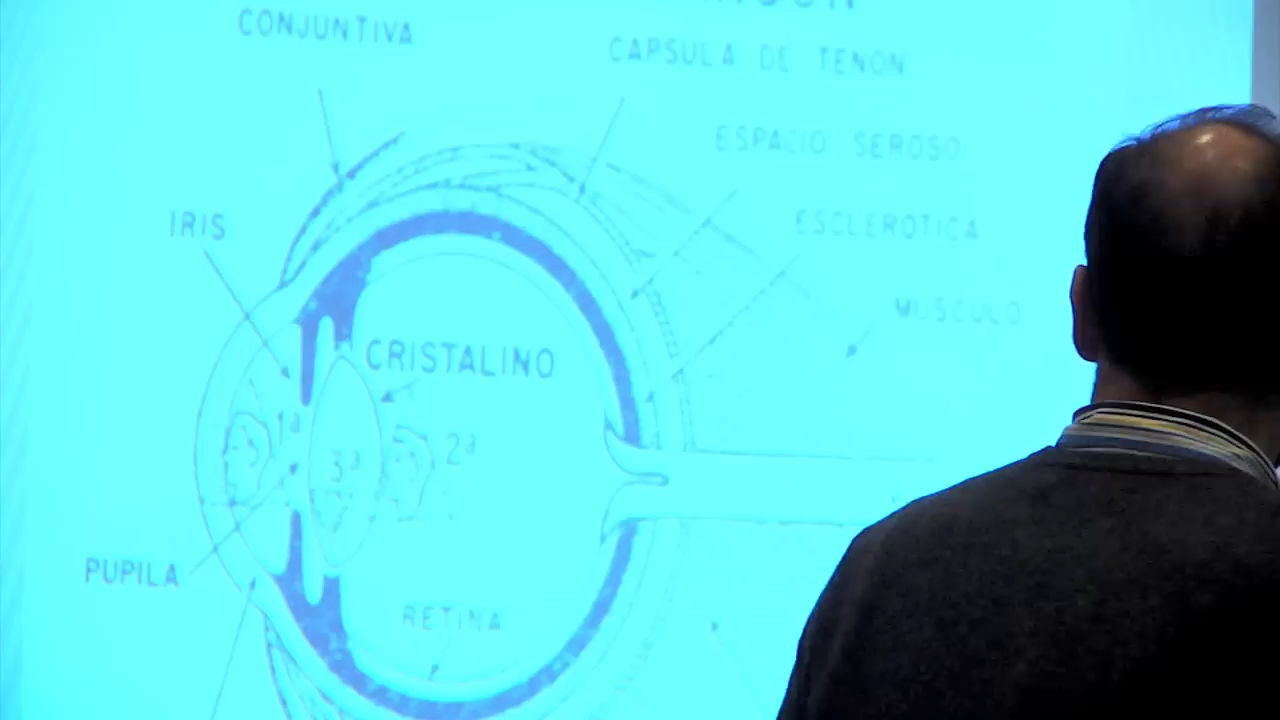 CONJUNTIVA
CAPSULA DE TENON
ESPACIO SEROSO
IRIS
ESCLEROTICA
MUSCULO
CRISTALINO
1ª
2ª
3ª
PUPILA
RETINA